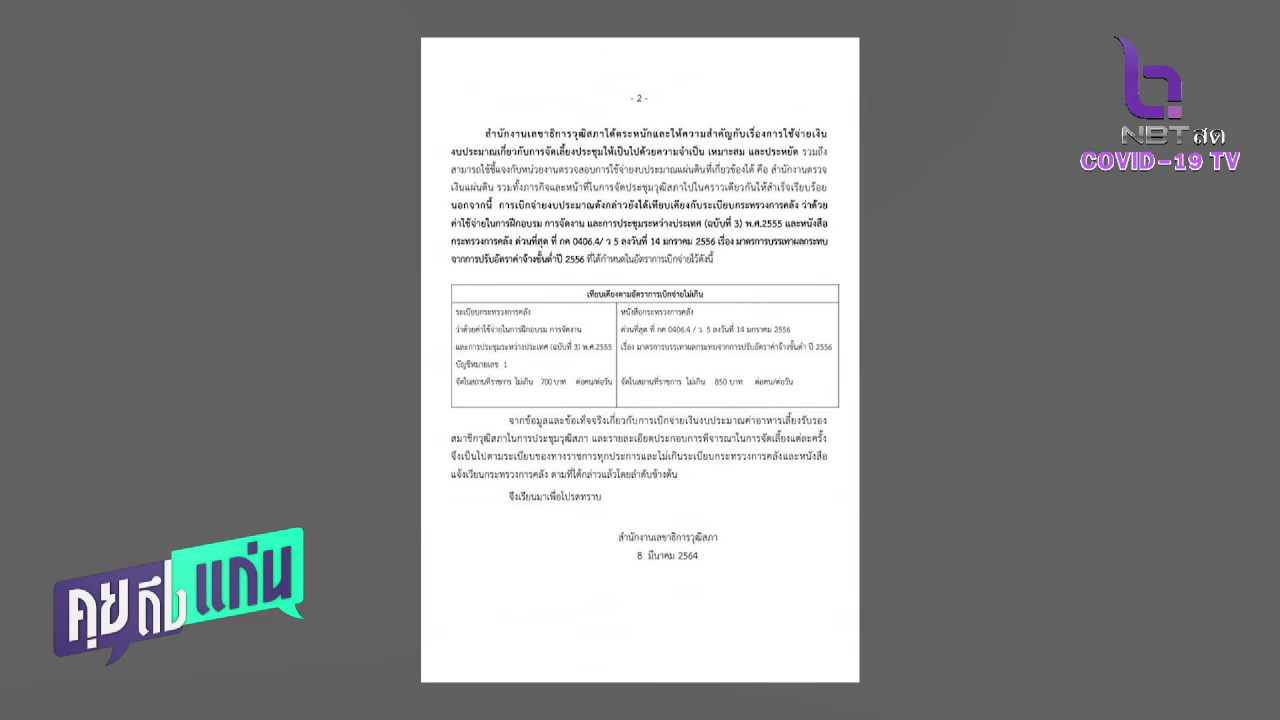 - 2 -
สำนักงานเลขาธิการวุฒิสภาได้ตระหนักและให้ความสำคัญกับเรื่องการใช้จ่ายเงิน
งบประมาณเกี่ยวกับการจัดเลี้ยงประชุมให้เป็นไปด้วยความจำเป็น เหมาะสม และประหยัด รวมถึง
สามารถใช้ชี้แจงกับหน่วยงานตรวจสอบการใช้จ่ายงบประมาณแผ่นดินที่เกี่ยวข้องได้ คือ สำนักงานตรวจ
เงินแผ่นดิน รวมทั้งภารกิจและหน้าที่ในการจัดประชุมวุฒิสภาไปในคราวเดียวกันให้สำเร็จเรียบร้อย
นอกจากนี้ การเบิกจ่ายงบประมาณดังกล่าวยังได้เทียบเคียงกับระเบียบกระทรวงการคลัง ว่าด้วย
ค่าใช้จ่ายในการฝึกอบรม การจัดงาน และการประชุมระหว่างประเทศ (ฉบับที่ 3) พ.ศ.2555 และหนังสือ
กระทรวงการคลัง ด่วนที่สุด ที่ กค 0406.4/ ว 5 ลงวันที่ 14 มกราคม 2556 เรื่อง มาตรการบรรเทาผลกระทบ
จากการปรับอัตราค่าจ้างขั้นต่ำปี 2556 ที่ได้กำหนดในอัตราการเบิกจ่ายไว้ดังนี้
เทียบเคียงตามอัตราการเบิกจ่ายไม่เกิน
ระเบียบกระทรวงการคลัง
ว่าด้วยค่าใช้จ่ายในการฝึกอบรม การจัดงาน
และการประชุมระหว่างประเทศ (ฉบับที่ 3) พ.ศ.2555
บัญชีหมายเลข 1
จัดในสถานที่ราชการ ไม่เกิน 700 บาท ต่อคน/ต่อวัน
หนังสือกระทรวงการคลัง
ด่วนที่สุด ที่ กค 0406.4 / ว. 5 ลงวันที่ 14 มกราคม 2556
เรื่อง มาตรการบรรเทาผลกระทบจากการปรับอัตราค่าจ้างขั้นต่ำ ปี 2556
จัดในสถานที่ราชการ ไม่เกิน 850 บาท ต่อคน/ต่อวัน
จากข้อมูลและข้อเท็จจริงเกี่ยวกับการเบิกจ่ายเงินงบประมาณค่าอาหารเลี้ยงรับรอง
สมาชิกวุฒิสภาในการประชุมวุฒิสภา และรายละเอียดประกอบการพิจารณาในการจัดเลี้ยงแต่ละครั้ง
จึงเป็นไปตามระเบียบของทางราชการทุกประการและไม่เกินระเบียบกระทรวงการคลังและหนังสือ
แจ้งเวียนกระทรวงการคลัง ตามที่ได้กล่าวแล้วโดยลำดับข้างต้น
จึงเรียนมาเพื่อโปรดทราบ
สำนักงานเลขาธิการวุฒิสภา
8 มีนาคม 2564
NBT สด
COVID-19 TV
คุยถึงแก่น